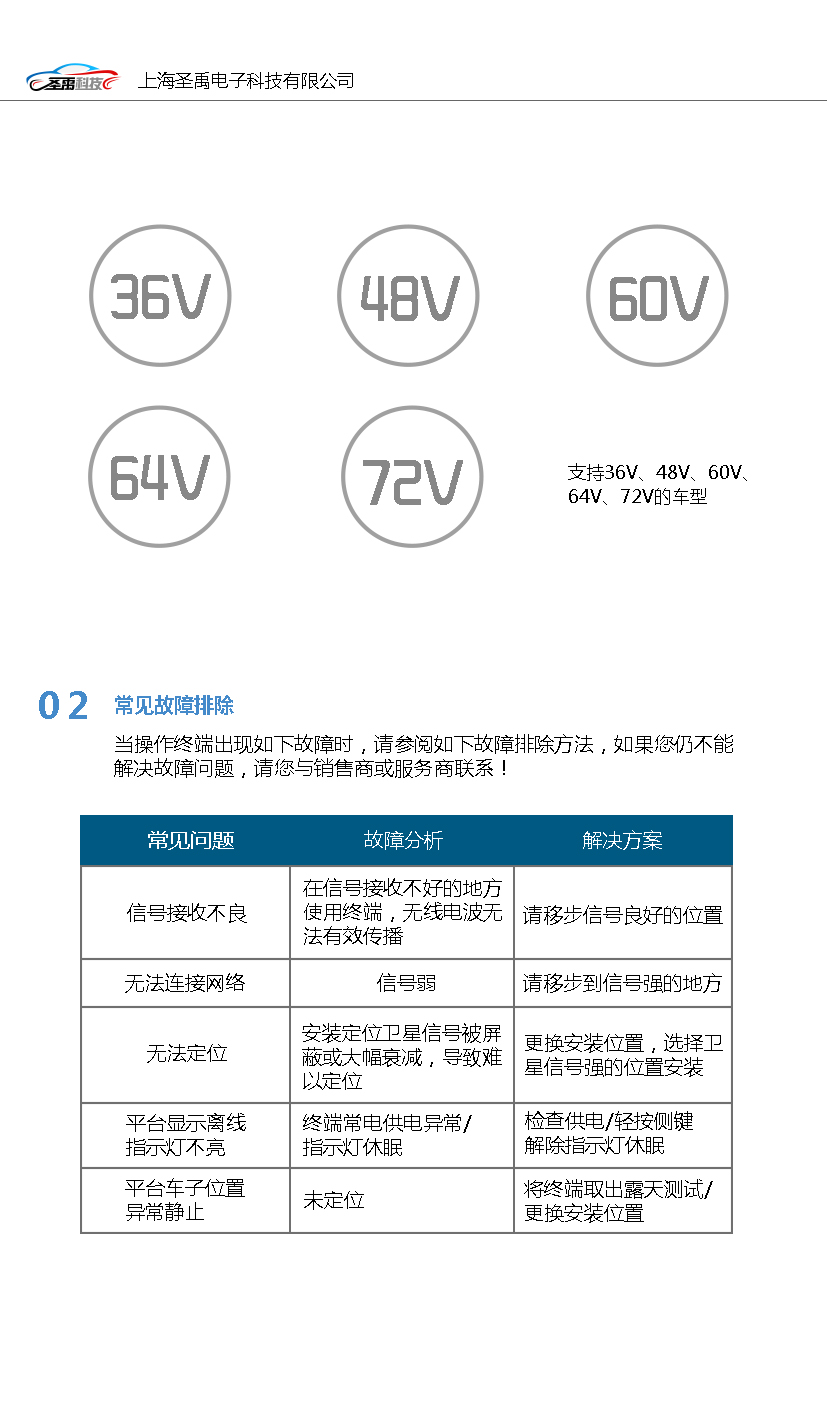 圣禹科技
上海圣禹电子科技有限公司
36V
48V
60V
64V
72V
支持36V、48V、60V、
64V、72V的车型
02
常见故障排除
当操作终端出现如下故障时，请参阅如下故障排除方法，如果您仍不能
解决故障问题，请您与销售商或服务商联系！
常见问题
故障分析
解决方案
信号接收不良
在信号接收不好的地方
使用终端，无线电波无
法有效传播
请移步信号良好的位置
无法连接网络
信号弱
请移步到信号强的地方
无法定位
安装定位卫星信号被屏
蔽或大幅衰减，导致难
以定位
更换安装位置，选择卫
星信号强的位置安装
平台显示离线
指示灯不亮
终端常电供电异常/
指示灯休眠
检查供电/轻按侧键
解除指示灯休眠
平台车子位置
异常静止
未定位
将终端取出露天测试/
更换安装位置